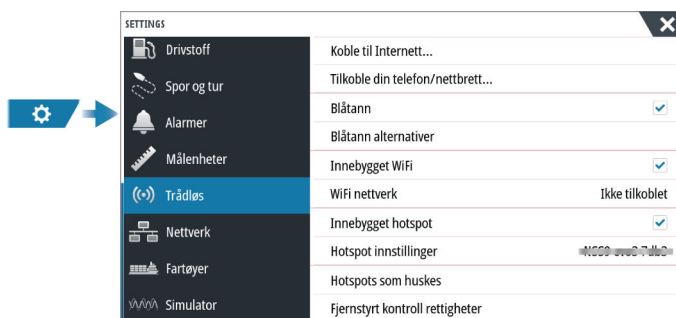 SETTINGS
Drivstoff
Spor og tur
Alarmer
Målenheter
Trådløs
Nettverk
Fartøyer
Simulator
Koble til Internett...
Tilkoble din telefon/nettbrett...
Blåtann
Blåtann alternativer
Innebygget WiFi
WiFi nettverk Ikke tilkoblet
Innebygget hotspot
Hotspot innstillinger
Hotspots som huskes
Fjernstyrt kontroll rettigheter